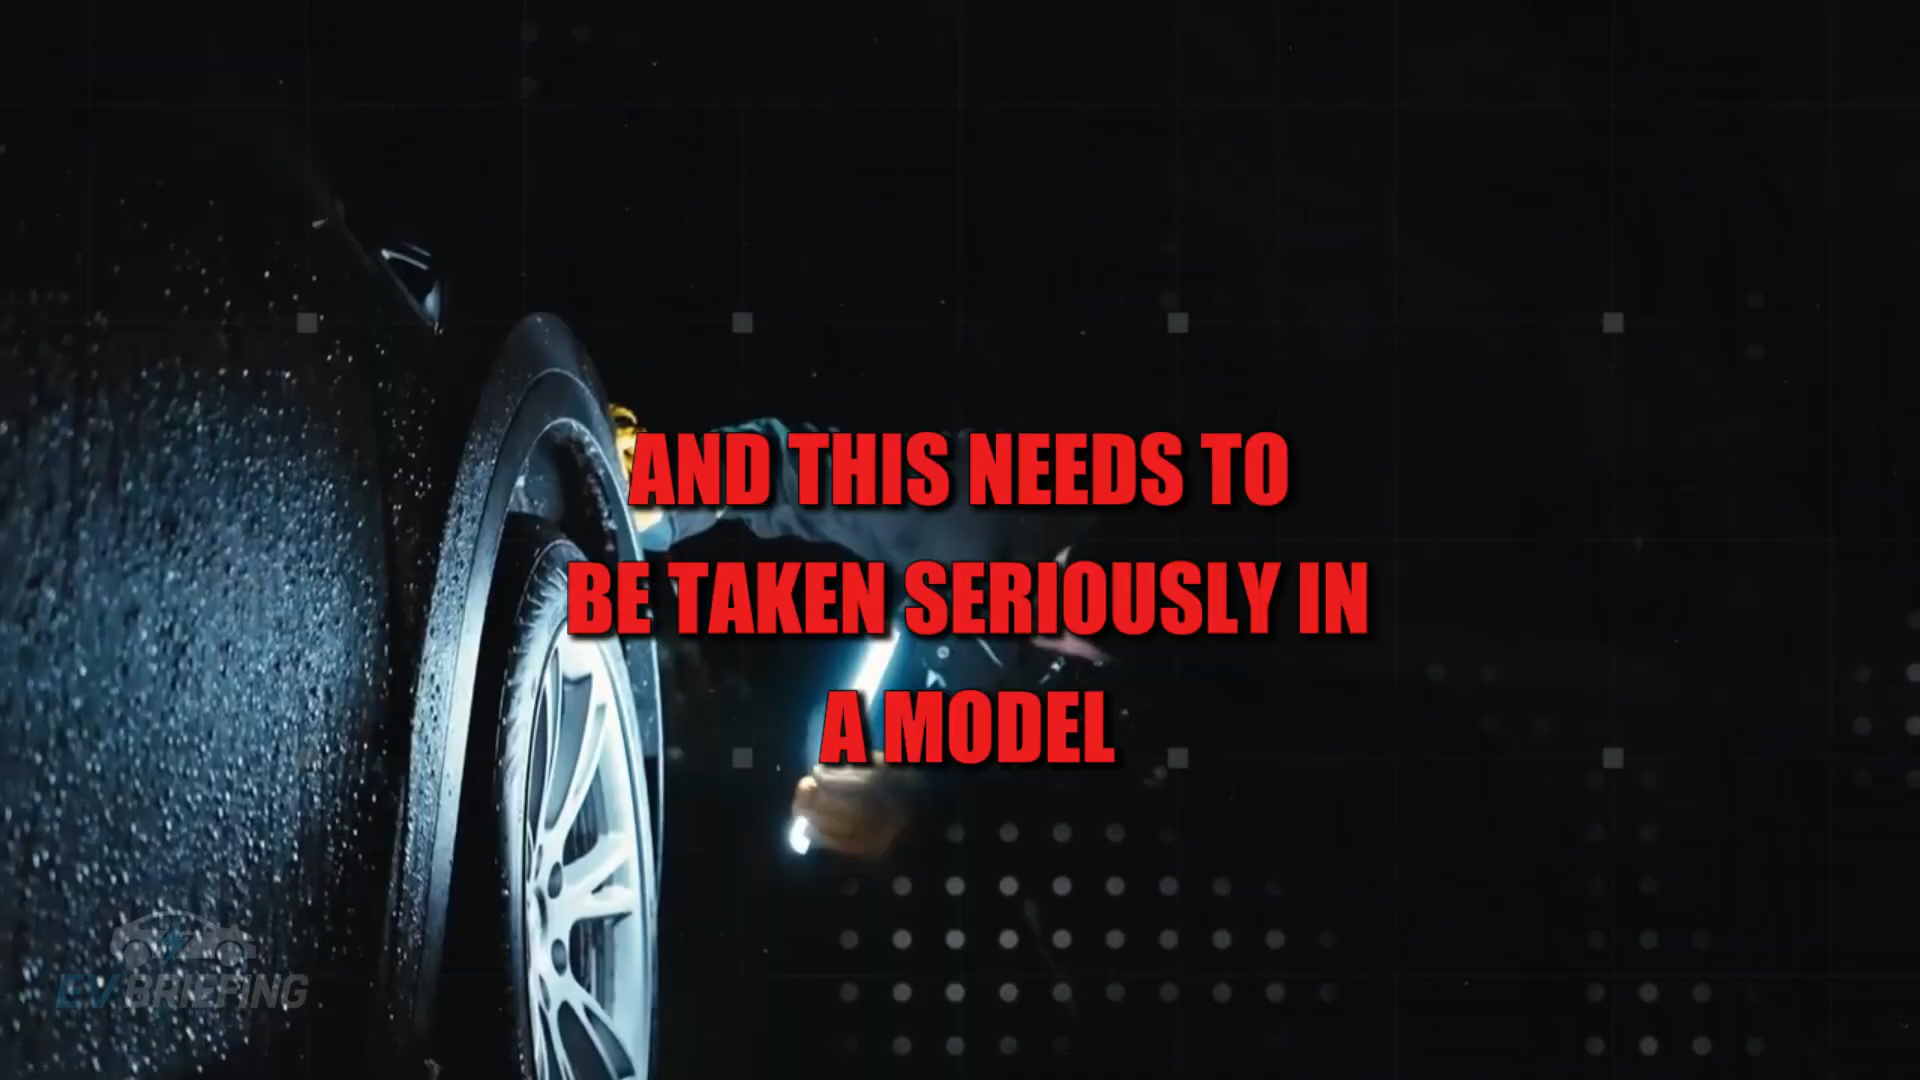 AND THIS NEEDS TO
BE TAKEN SERIOUSLY IN
A MODEL
EV BRIEFING